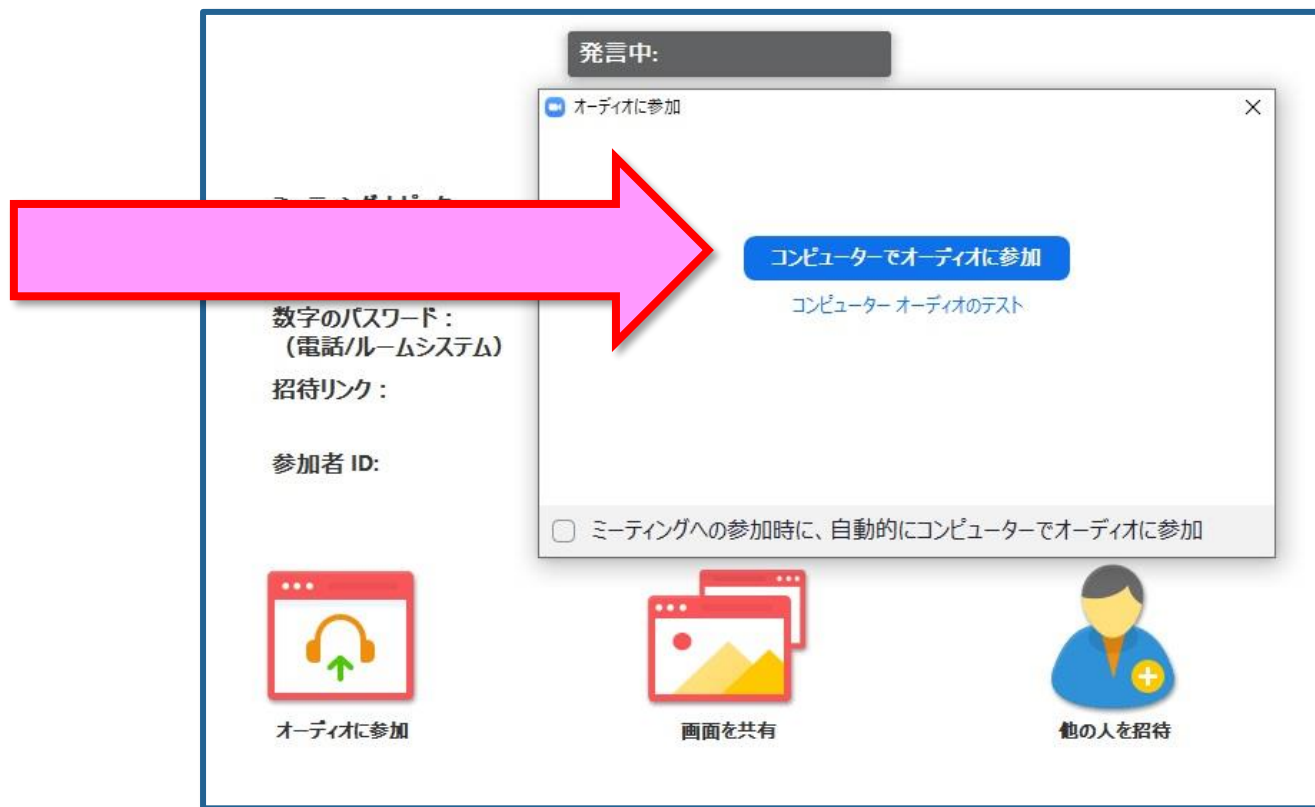 発言中:
オーディオに参加
コンピューターでオーディオに参加
コンピューター オーディオのテスト
数字のパスワード：
（電話/ルームシステム）
招待リンク：
参加者 ID:
ミーティングへの参加時に、自動的にコンピューターでオーディオに参加
オーディオに参加
画面を共有
他の人を招待